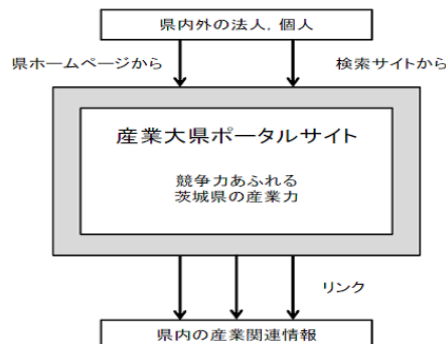 県内外の法人，個人
県ホームページから
検索サイトから
産業大県ポータルサイト
競争力あふれる
茨城県の産業力
リンク
県内の産業関連情報